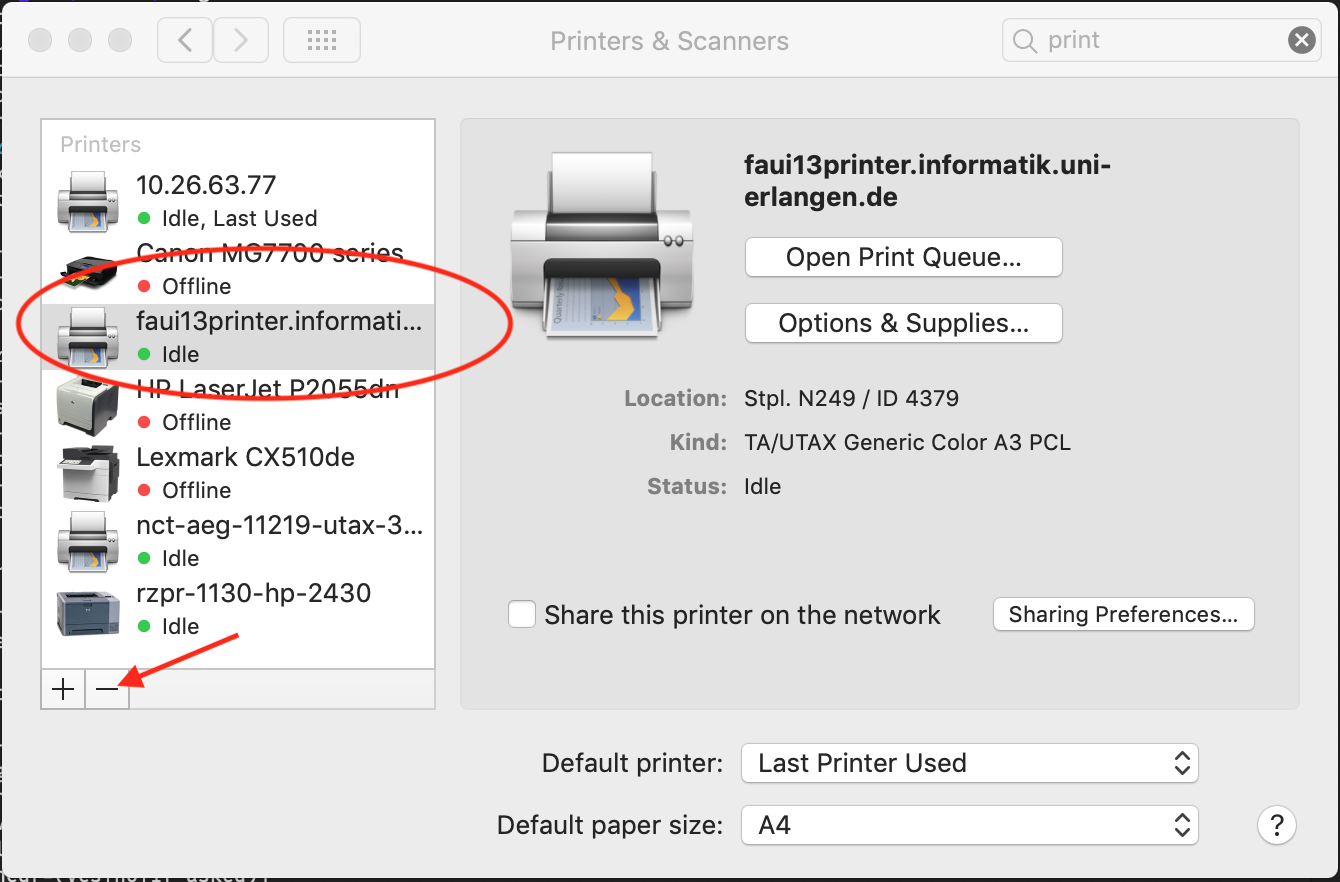 Printers & Scanners
print
Printers
10.26.63.77
Idle, Last Used
Canon MG7700 series
Offline
faui13printer.informati...
Idle
HP LaserJet P2055dn
Offline
Lexmark CX510de
Offline
nct-aeg-11219-utax-3...
Idle
rzpr-1130-hp-2430
Idle
faui13printer.informatik.uni-
erlangen.de
Open Print Queue...
Options & Supplies...
Location: Stpl. N249 / ID 4379
Kind: TA/UTAX Generic Color A3 PCL
Status: Idle
Share this printer on the network
Sharing Preferences...
Default printer: Last Printer Used
Default paper size: A4
?